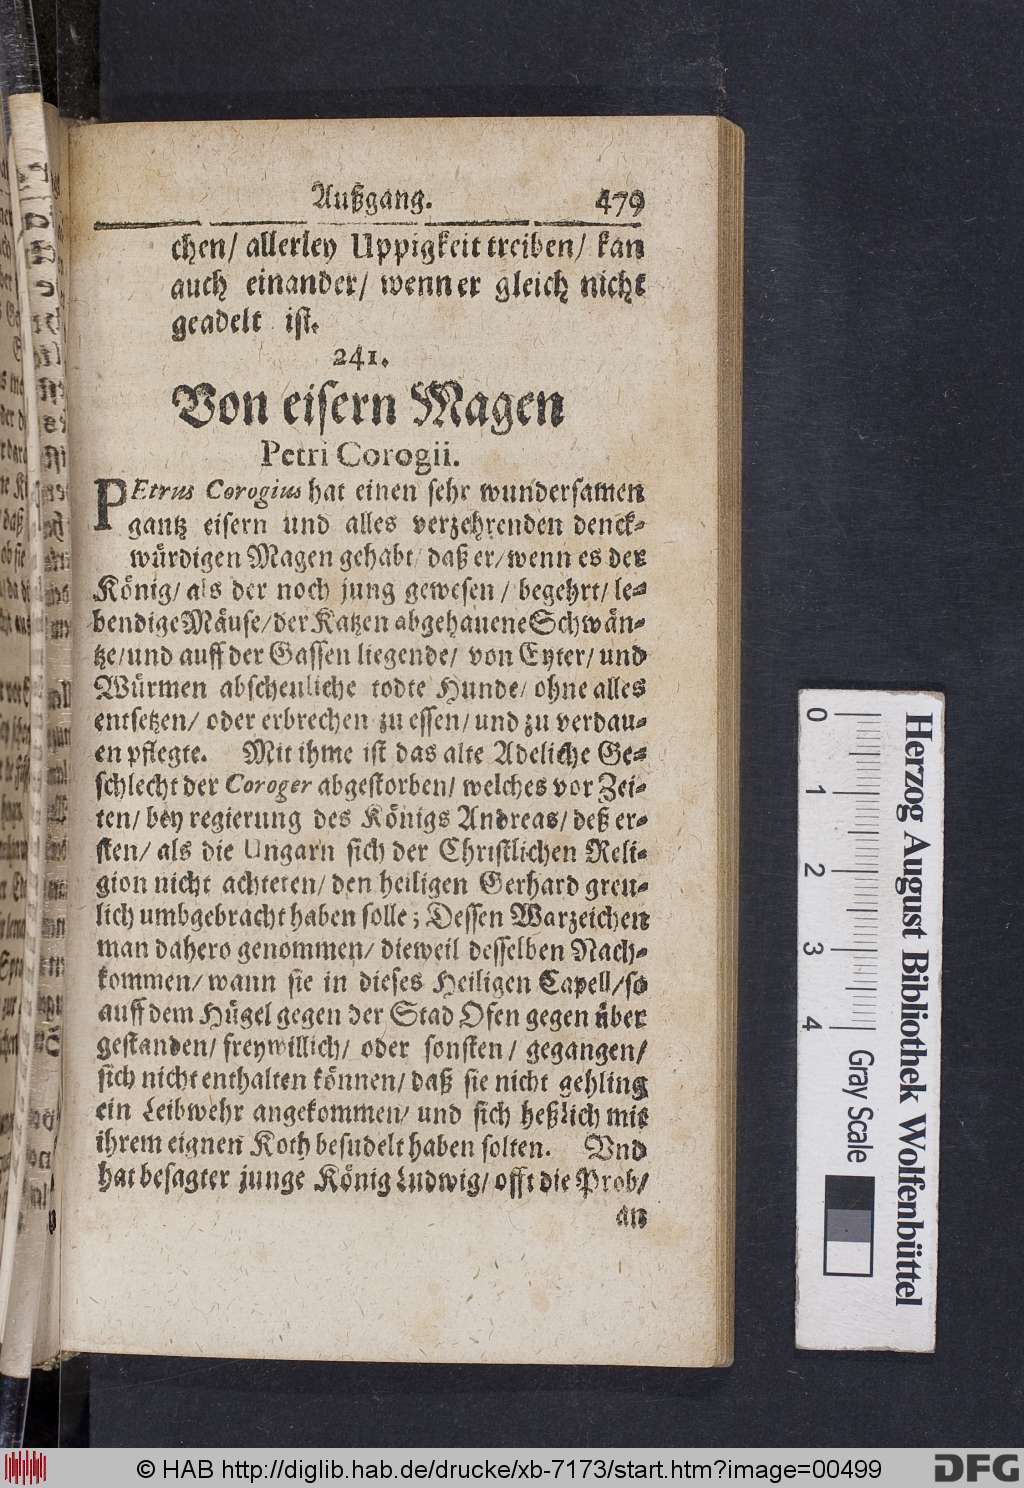 Außgang. 479
chen/ allerley Uppigkeit treiben/ kan
auch einander/ wenn er gleich nicht
geadelt ist.
241.
Von eisern Magen
Petri Corogii.
PEtrus Corogius hat einen sehr wundersamen
gantz eisern und alles verzehrenden denck-
würdigen Magen gehabt/ daß er/ wenn es der
König/ als der noch jung gewesen/ begehrt/ le-
bendige Mäuse/ der Katzen abgehauene Schwän-
tze/ und auff der Gassen liegende/ von Eyter/ und
Würmen abscheuliche todte Hunde/ ohne alles
entsetzen/ oder erbrechen zu essen/ und zu verdau-
en pflegte. Mit ihme ist das alte Adeliche Ge-
schlecht der Coroger abgestorben/ welches vor Zei-
ten/ bey regierung des Königs Andreas/ deß er-
sten/ als die Ungarn sich der Christlichen Reli-
gion nicht achteten/ den heiligen Gerhard greu-
lich umbgebracht haben solle; Dessen Warzeichen
man dahero genommen/ dieweil desselben Nach-
kommen/ wann sie in dieses Heiligen Capell/ so
auff dem Hügel gegen der Stad Ofen gegen über
gestanden/ freywillich/ oder sonsten/ gegangen/
sich nicht enthalten können/ daß sie nicht gehling
ein Leibwehr angekommen/ und sich heßlich mit
ihrem eignen Koth besudelt haben solten. Vnd
hat besagter junge König Ludwig/ offt die Prob/
an
Herzog August Bibliothek Wolfenbüttel
0 1 2 3 4 Gray Scale
© HAB http://diglib.hab.de/drucke/xb-7173/start.htm?image=00499
DFG